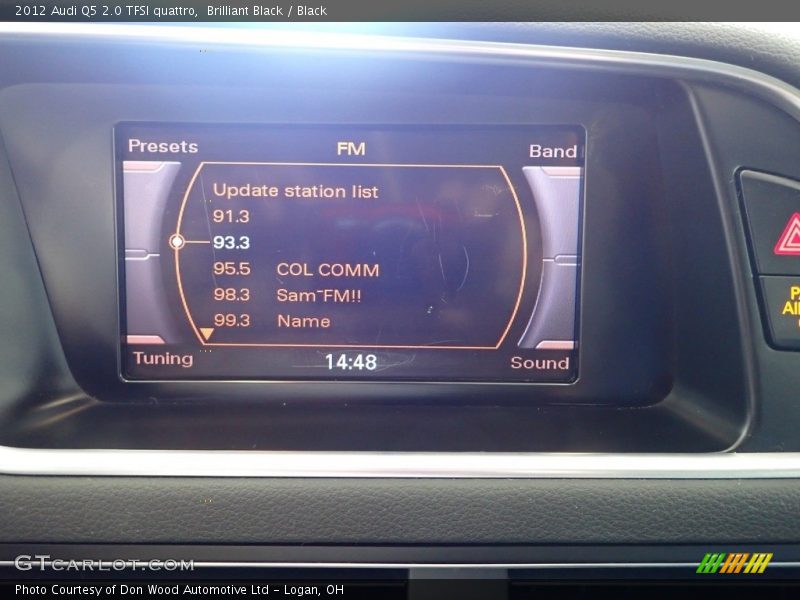 2012 Audi Q5 2.0 TFSI quattro,  Brilliant Black / Black
Presets
FM
Band
Update station list
91.3
93.3
95.5 COL COMM
98.3 Sam~FM!!
99.3 Name
Tuning
14:48
Sound
GTCARLOT.COM
Photo Courtesy of Don Wood Automotive Ltd - Logan, OH